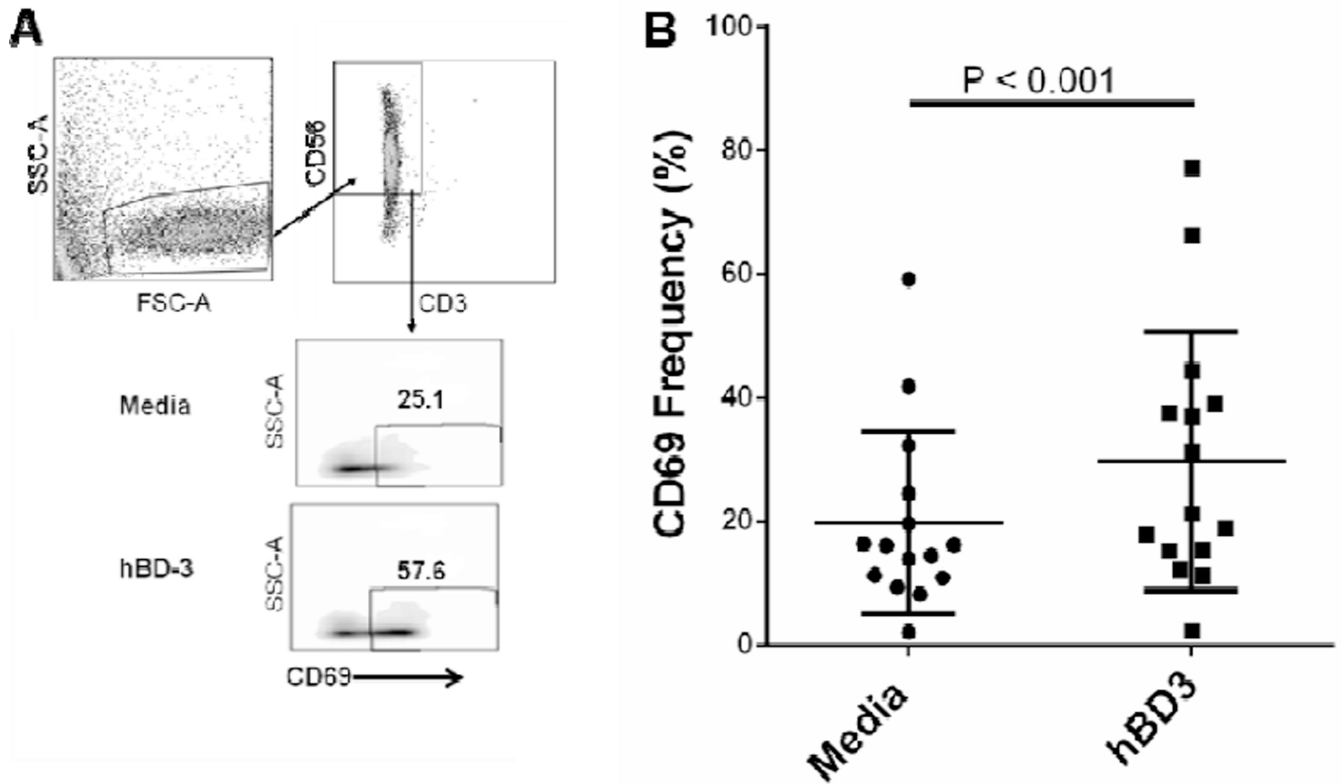 A
SSC-A
FSC-A
CD56
CD3
Media
SSC-A
25.1
hBD-3
SSC-A
57.6
CD69
B
CD69 Frequency (%)
100
80
60
40
20
0
P < 0.001
Media
hBD3